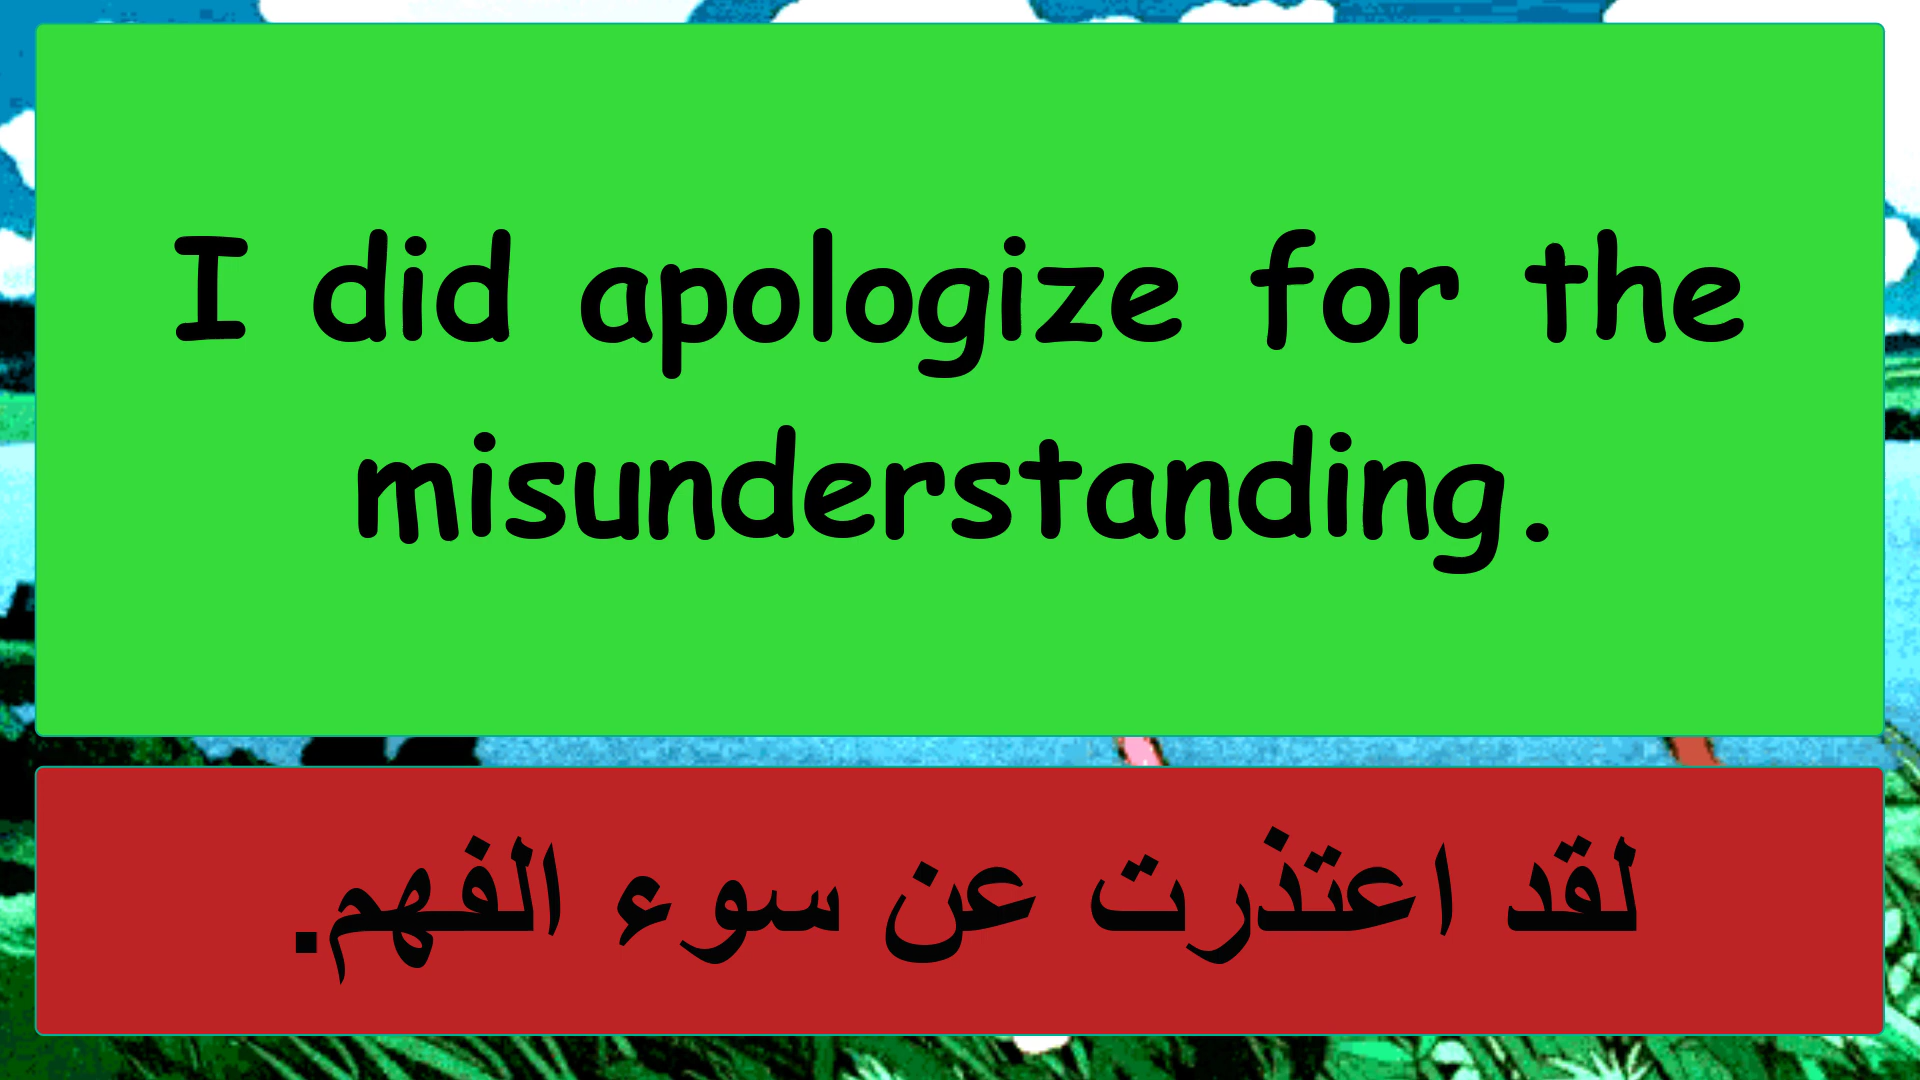 I did apologize for the
misunderstanding.
لقد اعتذرت عن سوء الفهم.